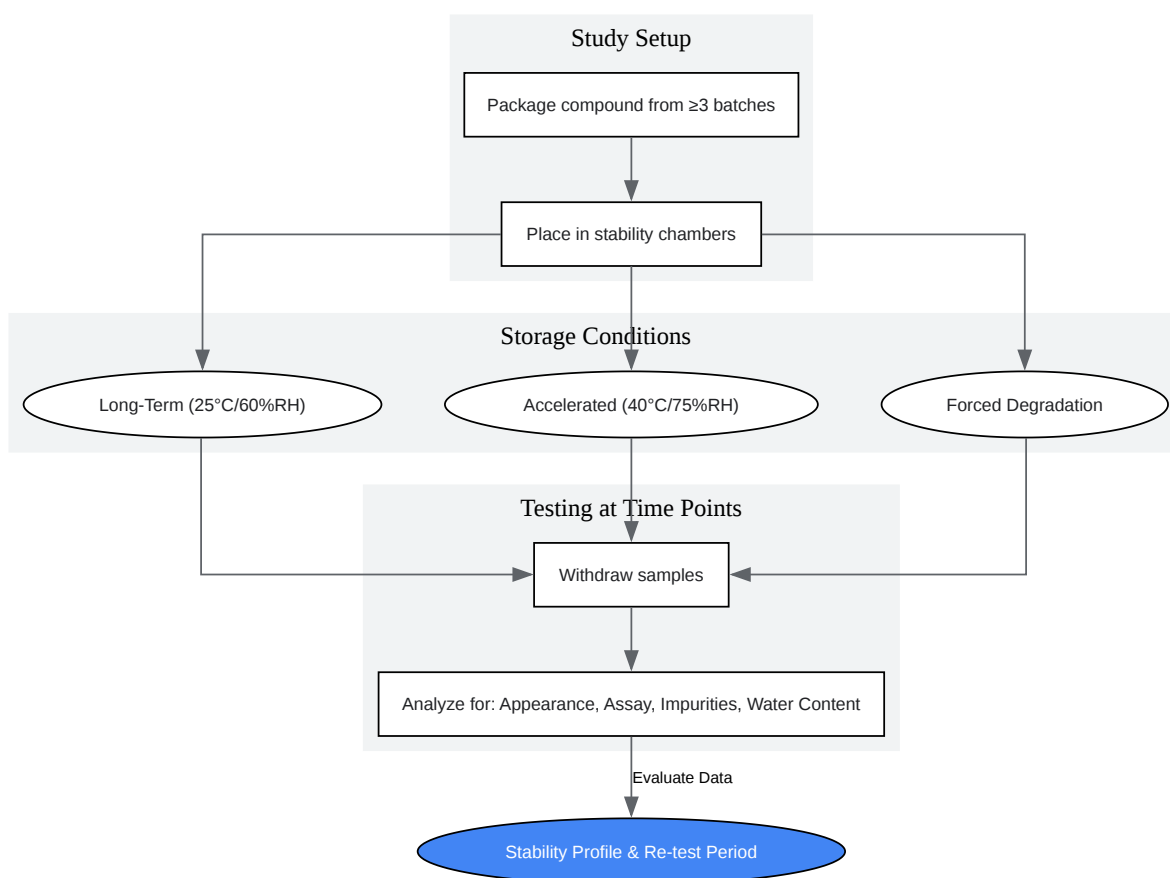 Study Setup
Package compound from ≥3 batches
Place in stability chambers
Storage Conditions
Long-Term (25°C/60%RH)
Accelerated (40°C/75%RH)
Forced Degradation
Testing at Time Points
Withdraw samples
Analyze for: Appearance, Assay, Impurities, Water Content
Evaluate Data
Stability Profile & Re-test Period